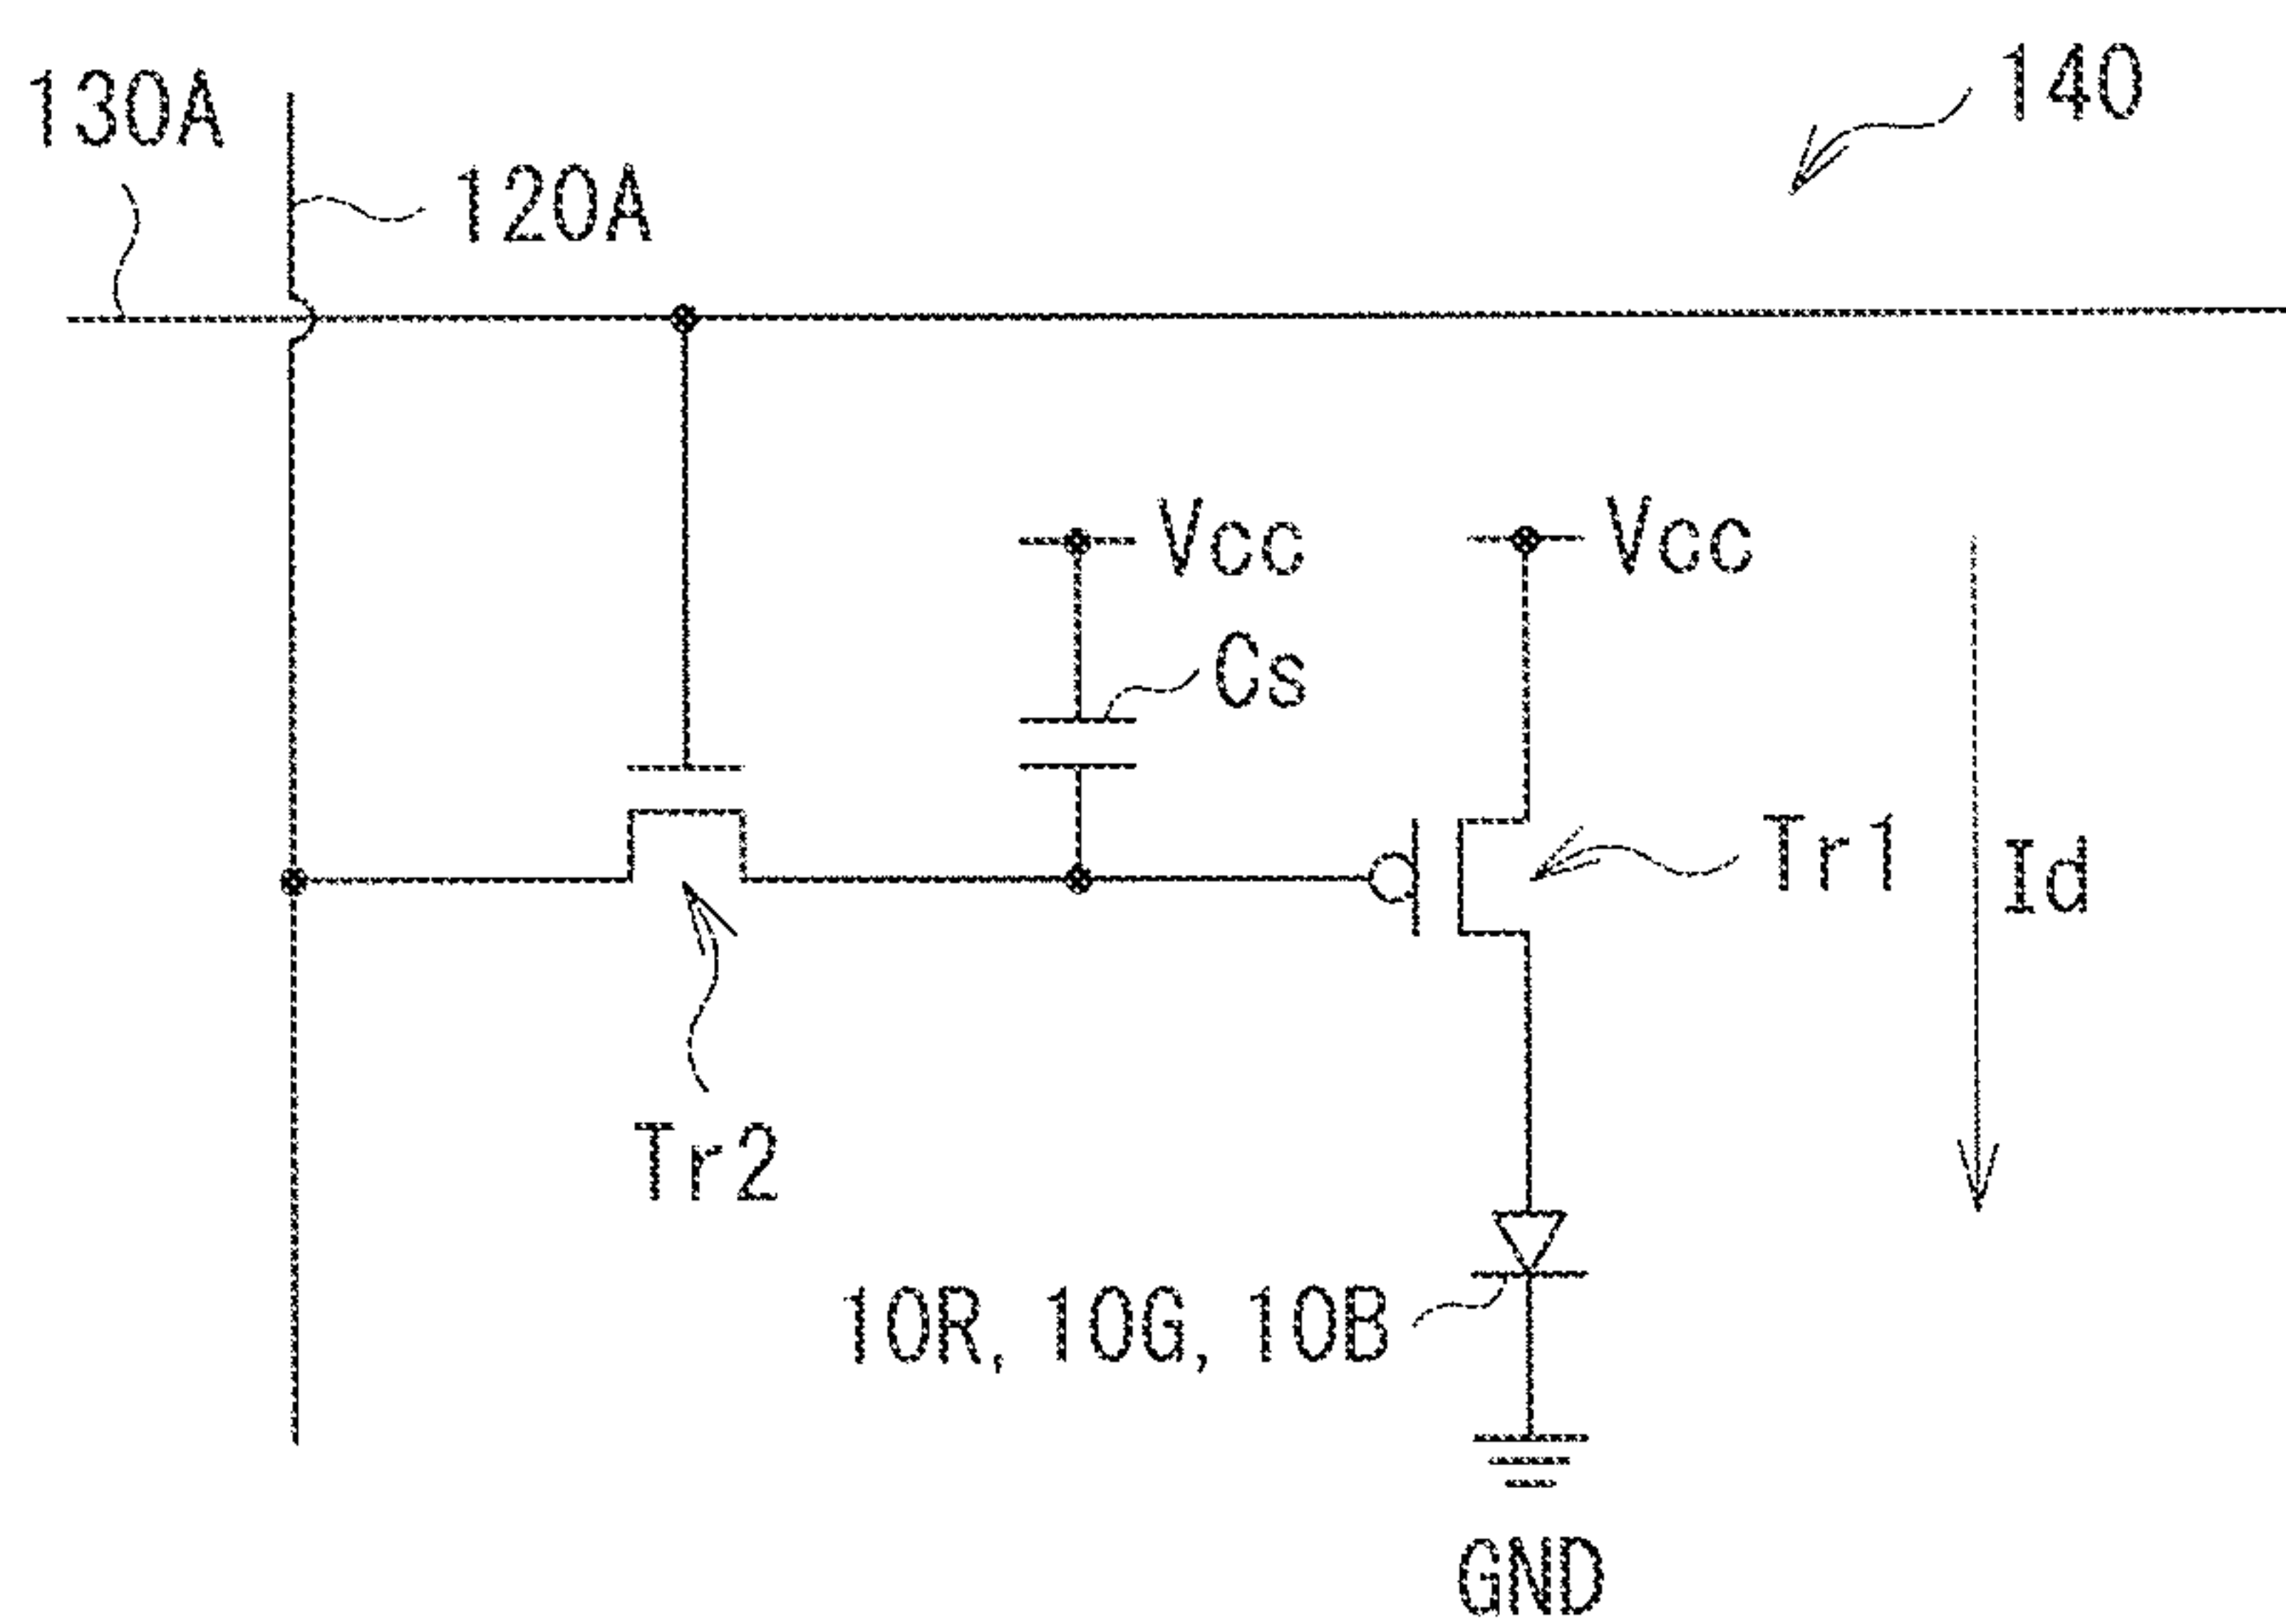 130A
140
120A
Vcc
Vcc
Cs
Tr1
Id
Tr2
10R, 10G, 10B
GND